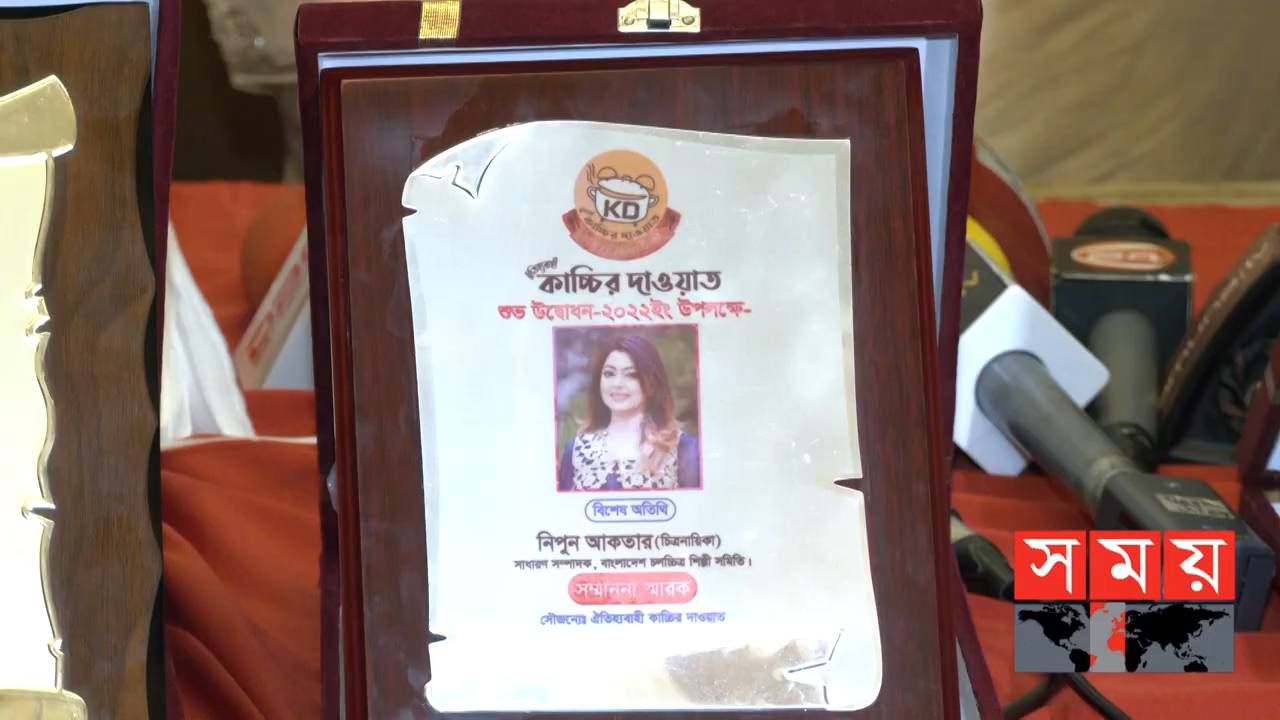 KD
কাচ্চির দাওয়াত
কাচ্চির দাওয়াত
শুভ উদ্বোধন-২০২২ইং উপলক্ষে-
বিশেষ অতিথি
নিপুন আকতার (চিত্রনায়িকা)
সাধারণ সম্পাদক, বাংলাদেশ চলচ্চিত্র শিল্পী সমিতি।
সম্মাননা স্মারক
সৌজন্যেঃ ঐতিহ্যবাহী কাচ্চির দাওয়াত
সময়